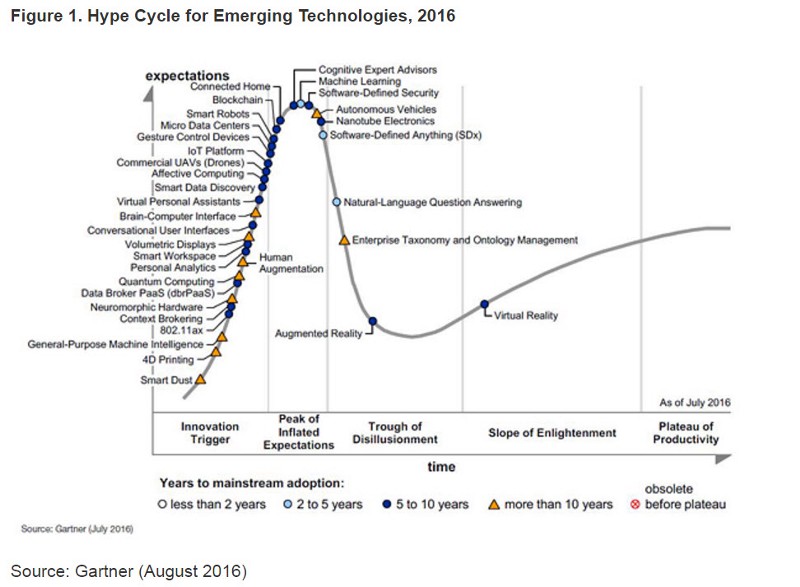 Figure 1. Hype Cycle for Emerging Technologies, 2016
expectations
Connected Home
Blockchain
Smart Robots
Micro Data Centers
Gesture Control Devices
IoT Platform
Commercial UAVs (Drones)
Affective Computing
Smart Data Discovery
Virtual Personal Assistants
Brain-Computer Interface
Conversational User Interfaces
Volumetric Displays
Smart Workspace
Personal Analytics
Quantum Computing
Data Broker PaaS (dbrPaaS)
Neuromorphic Hardware
Context Brokering
802.11ax
General-Purpose Machine Intelligence
4D Printing
Smart Dust
Human
Augmentation
Cognitive Expert Advisors
Machine Learning
Software-Defined Security
Autonomous Vehicles
Nanotube Electronics
Software-Defined Anything (SDx)
Natural-Language Question Answering
Enterprise Taxonomy and Ontology Management
Augmented Reality
Virtual Reality
As of July 2016
Innovation
Trigger
Peak of
Inflated
Expectations
Trough of
Disillusionment
Slope of Enlightenment
Plateau of
Productivity
time
Years to mainstream adoption:
less than 2 years
2 to 5 years
5 to 10 years
more than 10 years
obsolete
before plateau
Source: Gartner (July 2016)
Source: Gartner (August 2016)